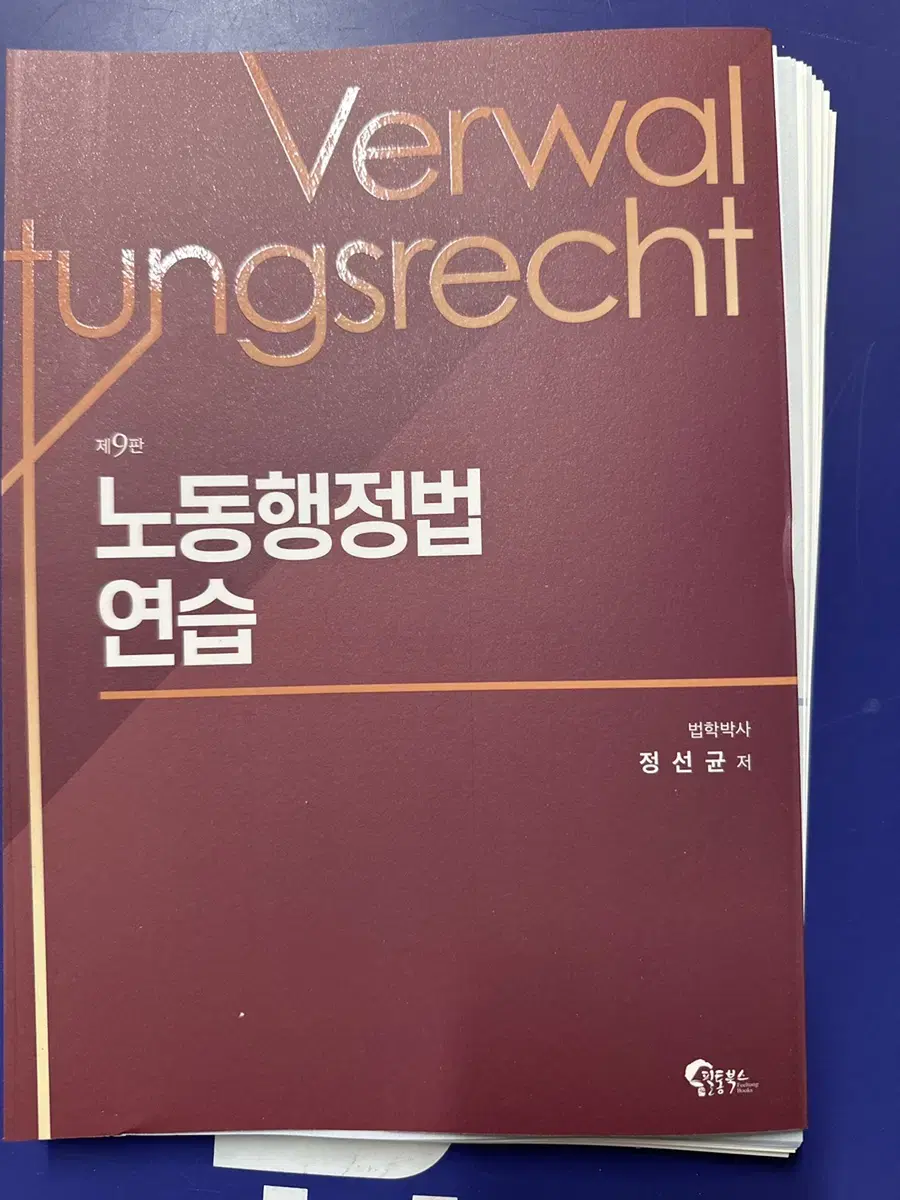 Verwal
tungsrecht
제9판
노동행정법
연습
법학박사
정선균 저
필통북스